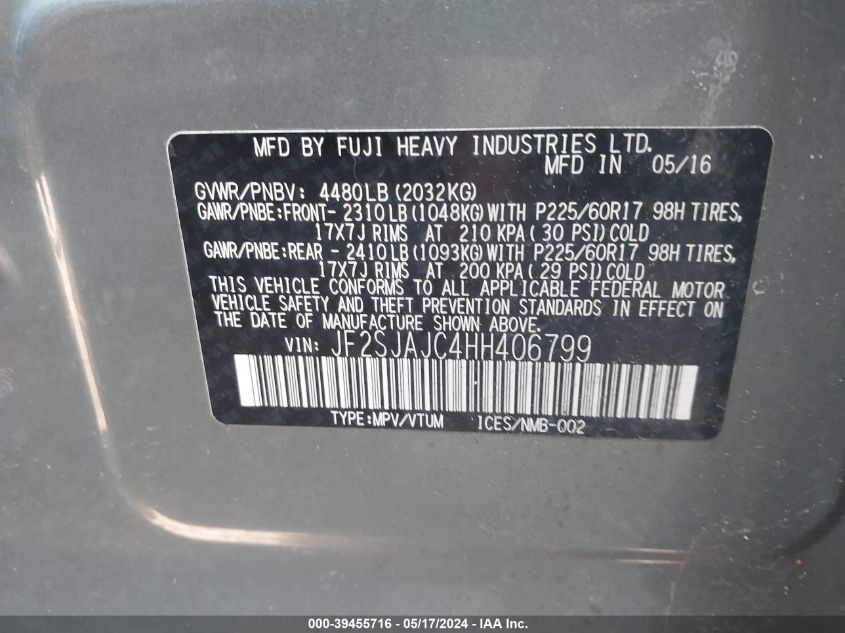 MFD BY FUJI HEAVY INDUSTRIES LTD.
MFD IN 05/16
GVWR/PNBV: 4480LB (2032KG)
GAWR/PNBE:FRONT- 2310LB (1048KG) WITH P225/60R17 98H TIRES,
17X7J RIMS AT 210 KPA ( 30 PSI) COLD
GAWR/PNBE:REAR - 2410LB (1093KG) WITH P225/60R17 98H TIRES,
17X7J RIMS AT 200 KPA ( 29 PSI) COLD
THIS VEHICLE CONFORMS TO ALL APPLICABLE FEDERAL MOTOR
VEHICLE SAFETY AND THEFT PREVENTION STANDARDS IN EFFECT ON
THE DATE OF MANUFACTURE SHOWN ABOVE.
VIN: JF2SJAJC4HH406799
TYPE:MPV/VTUM ICES/NMB-002
000-39455716 - 05/17/2024 - IAA Inc.